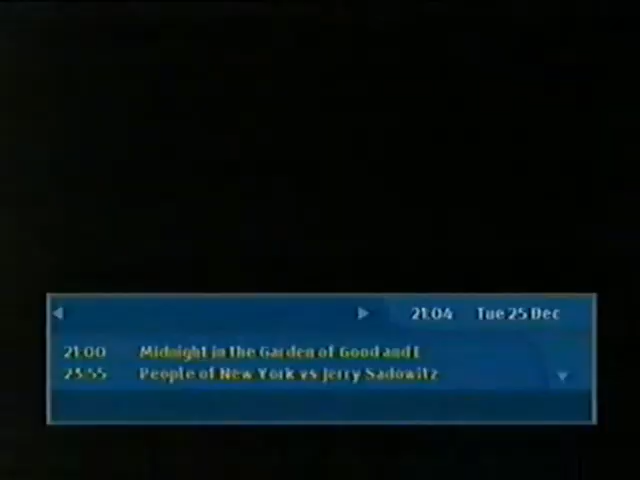 21:04 Tue 25 Dec
21:00 Midnight in the Garden of Good and E
23:55 People of New York vs Jerry Sadowitz